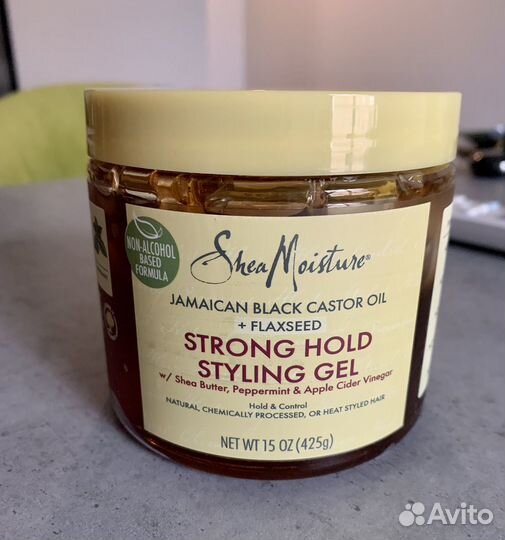 NON-ALCOHOL
BASED
FORMULA
SheaMoisture®
JAMAICAN BLACK CASTOR OIL
+ FLAXSEED
STRONG HOLD
STYLING GEL
w/ Shea Butter, Peppermint & Apple Cider Vinegar
Hold & Control
NATURAL, CHEMICALLY PROCESSED, OR HEAT STYLED HAIR
NET WT 15 OZ (425g)
Avito